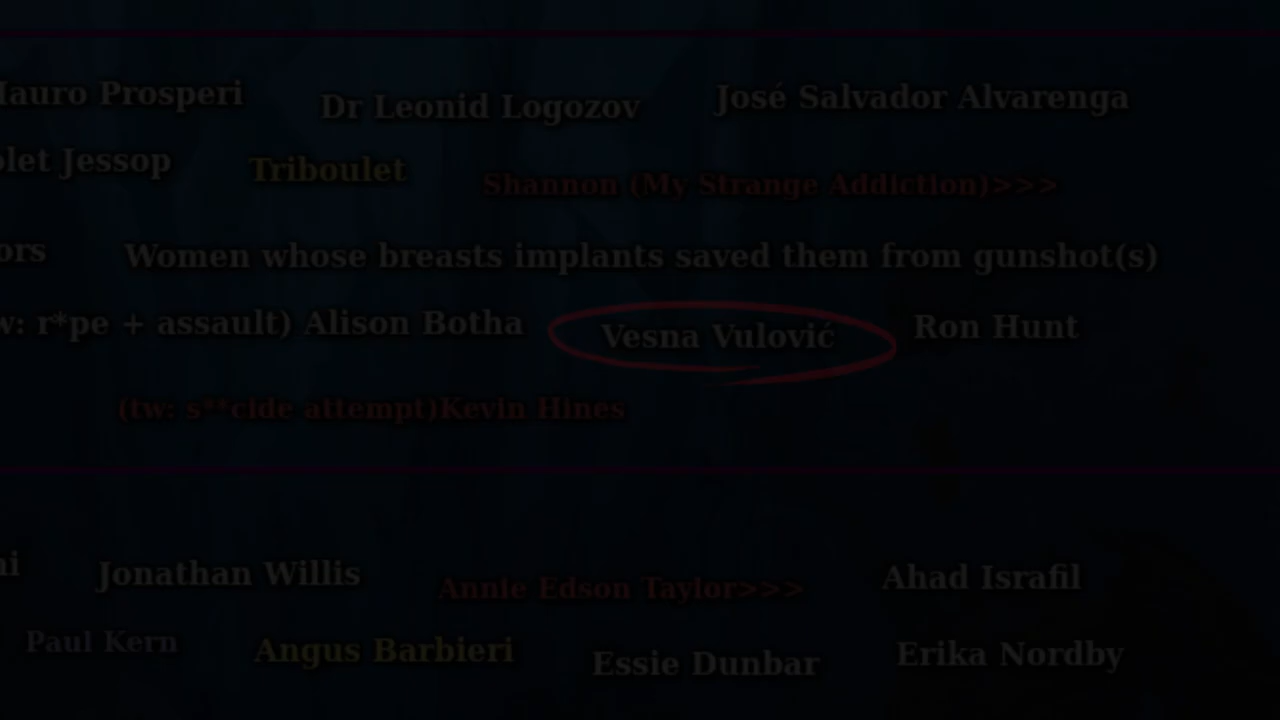 Mauro Prosperi Dr Leonid Logozov José Salvador Alvarenga
olet Jessop Triboulet Shannon (My Strange Addiction)>>>
ors Women whose breasts implants saved them from gunshot(s)
w: r*pe + assault) Alison Botha Vesna Vulović Ron Hunt
(tw: s**cide attempt)Kevin Hines
ni Jonathan Willis Annie Edson Taylor>>> Ahad Israfil
Paul Kern Angus Barbieri Essie Dunbar Erika Nordby